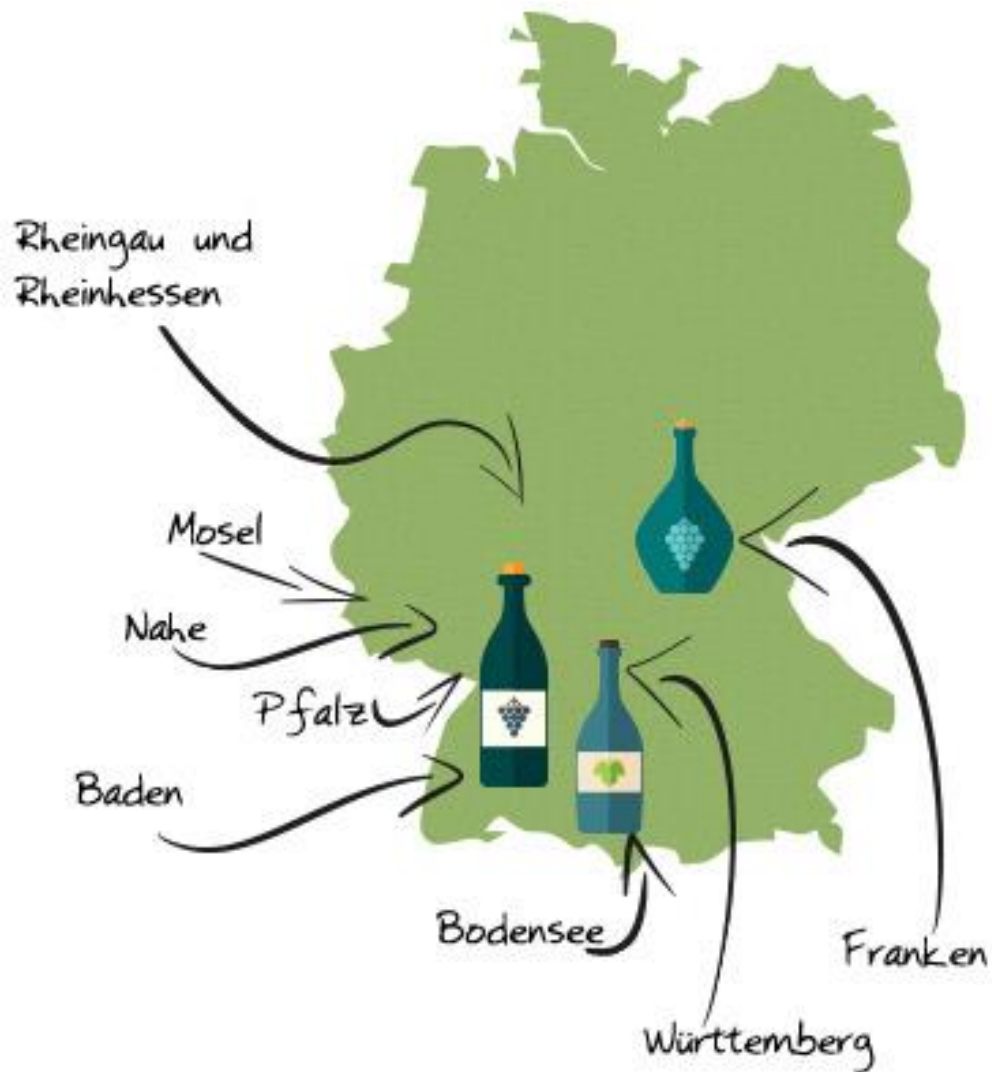 Rheingau und
Rheinhessen
Mosel
Nahe
Pfalz
Baden
Bodensee
Franken
Württemberg